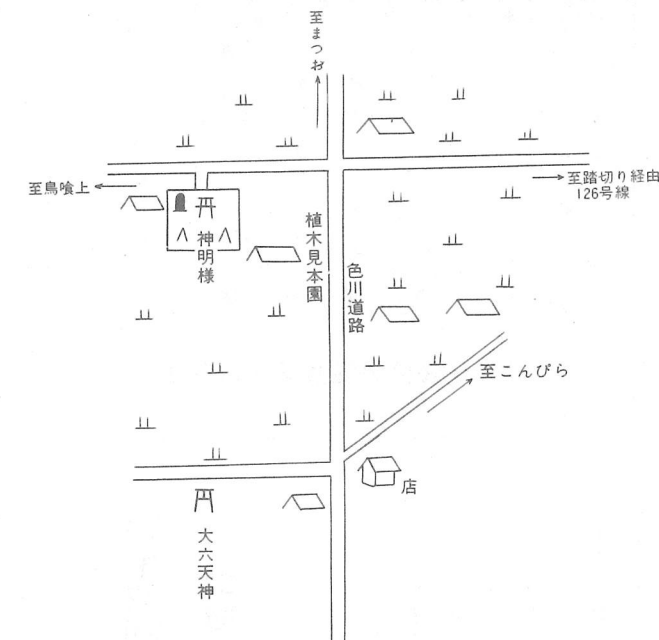 至まつお
至鳥喰上
至踏切り経由
126号線
神明様
植木見本園
色川道路
至こんぴら
店
大六天神